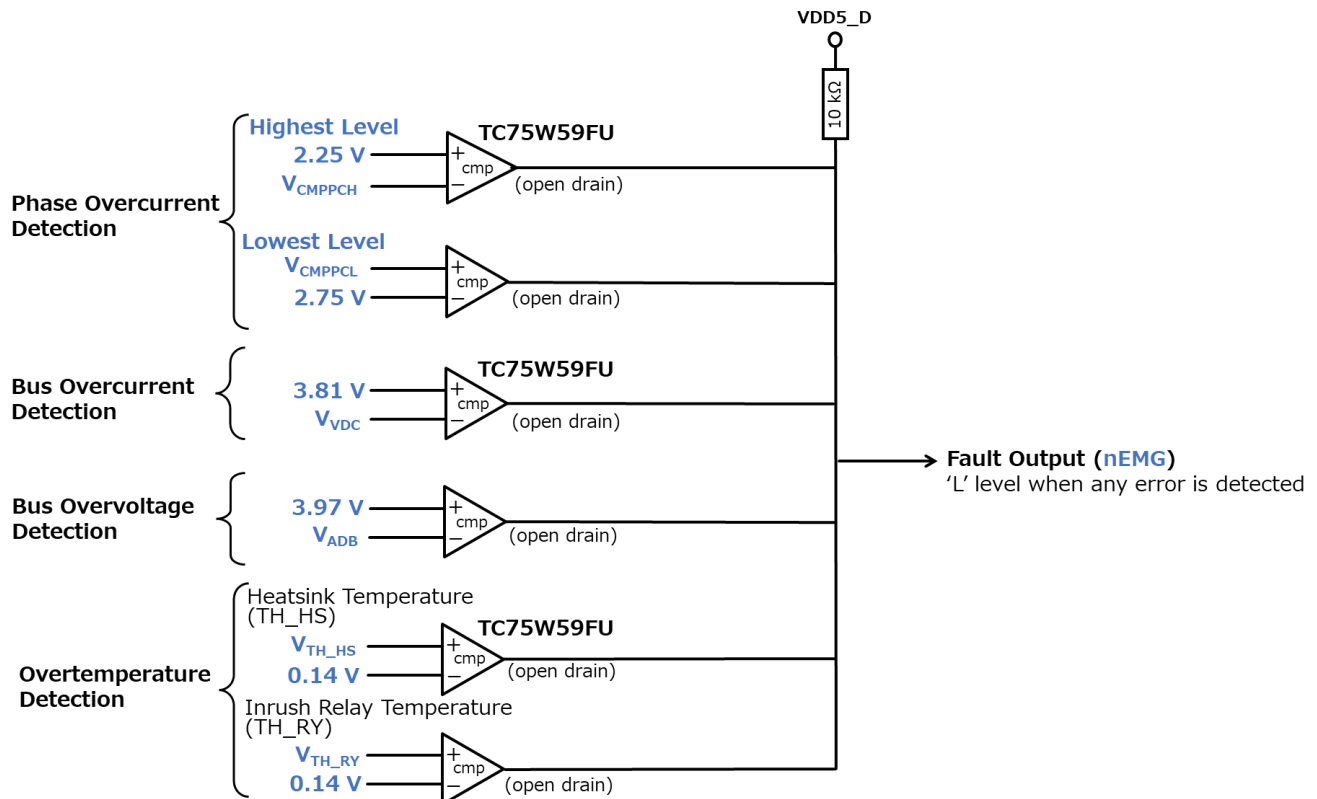 VDD5_D
10 kΩ
Phase Overcurrent
Detection
Highest Level
2.25 V
VCMPPCH
+
−
cmp
TC75W59FU
(open drain)
Lowest Level
VCMPPCL
2.75 V
+
−
cmp
(open drain)
Bus Overcurrent
Detection
3.81 V
VVDC
+
−
cmp
TC75W59FU
(open drain)
Fault Output (nEMG)
‘L’ level when any error is detected
Bus Overvoltage
Detection
3.97 V
VADB
+
−
cmp
(open drain)
Overtemperature
Detection
Heatsink Temperature
(TH_HS)
VTH_HS
0.14 V
+
−
cmp
TC75W59FU
(open drain)
Inrush Relay Temperature
(TH_RY)
VTH_RY
0.14 V
+
−
cmp
(open drain)